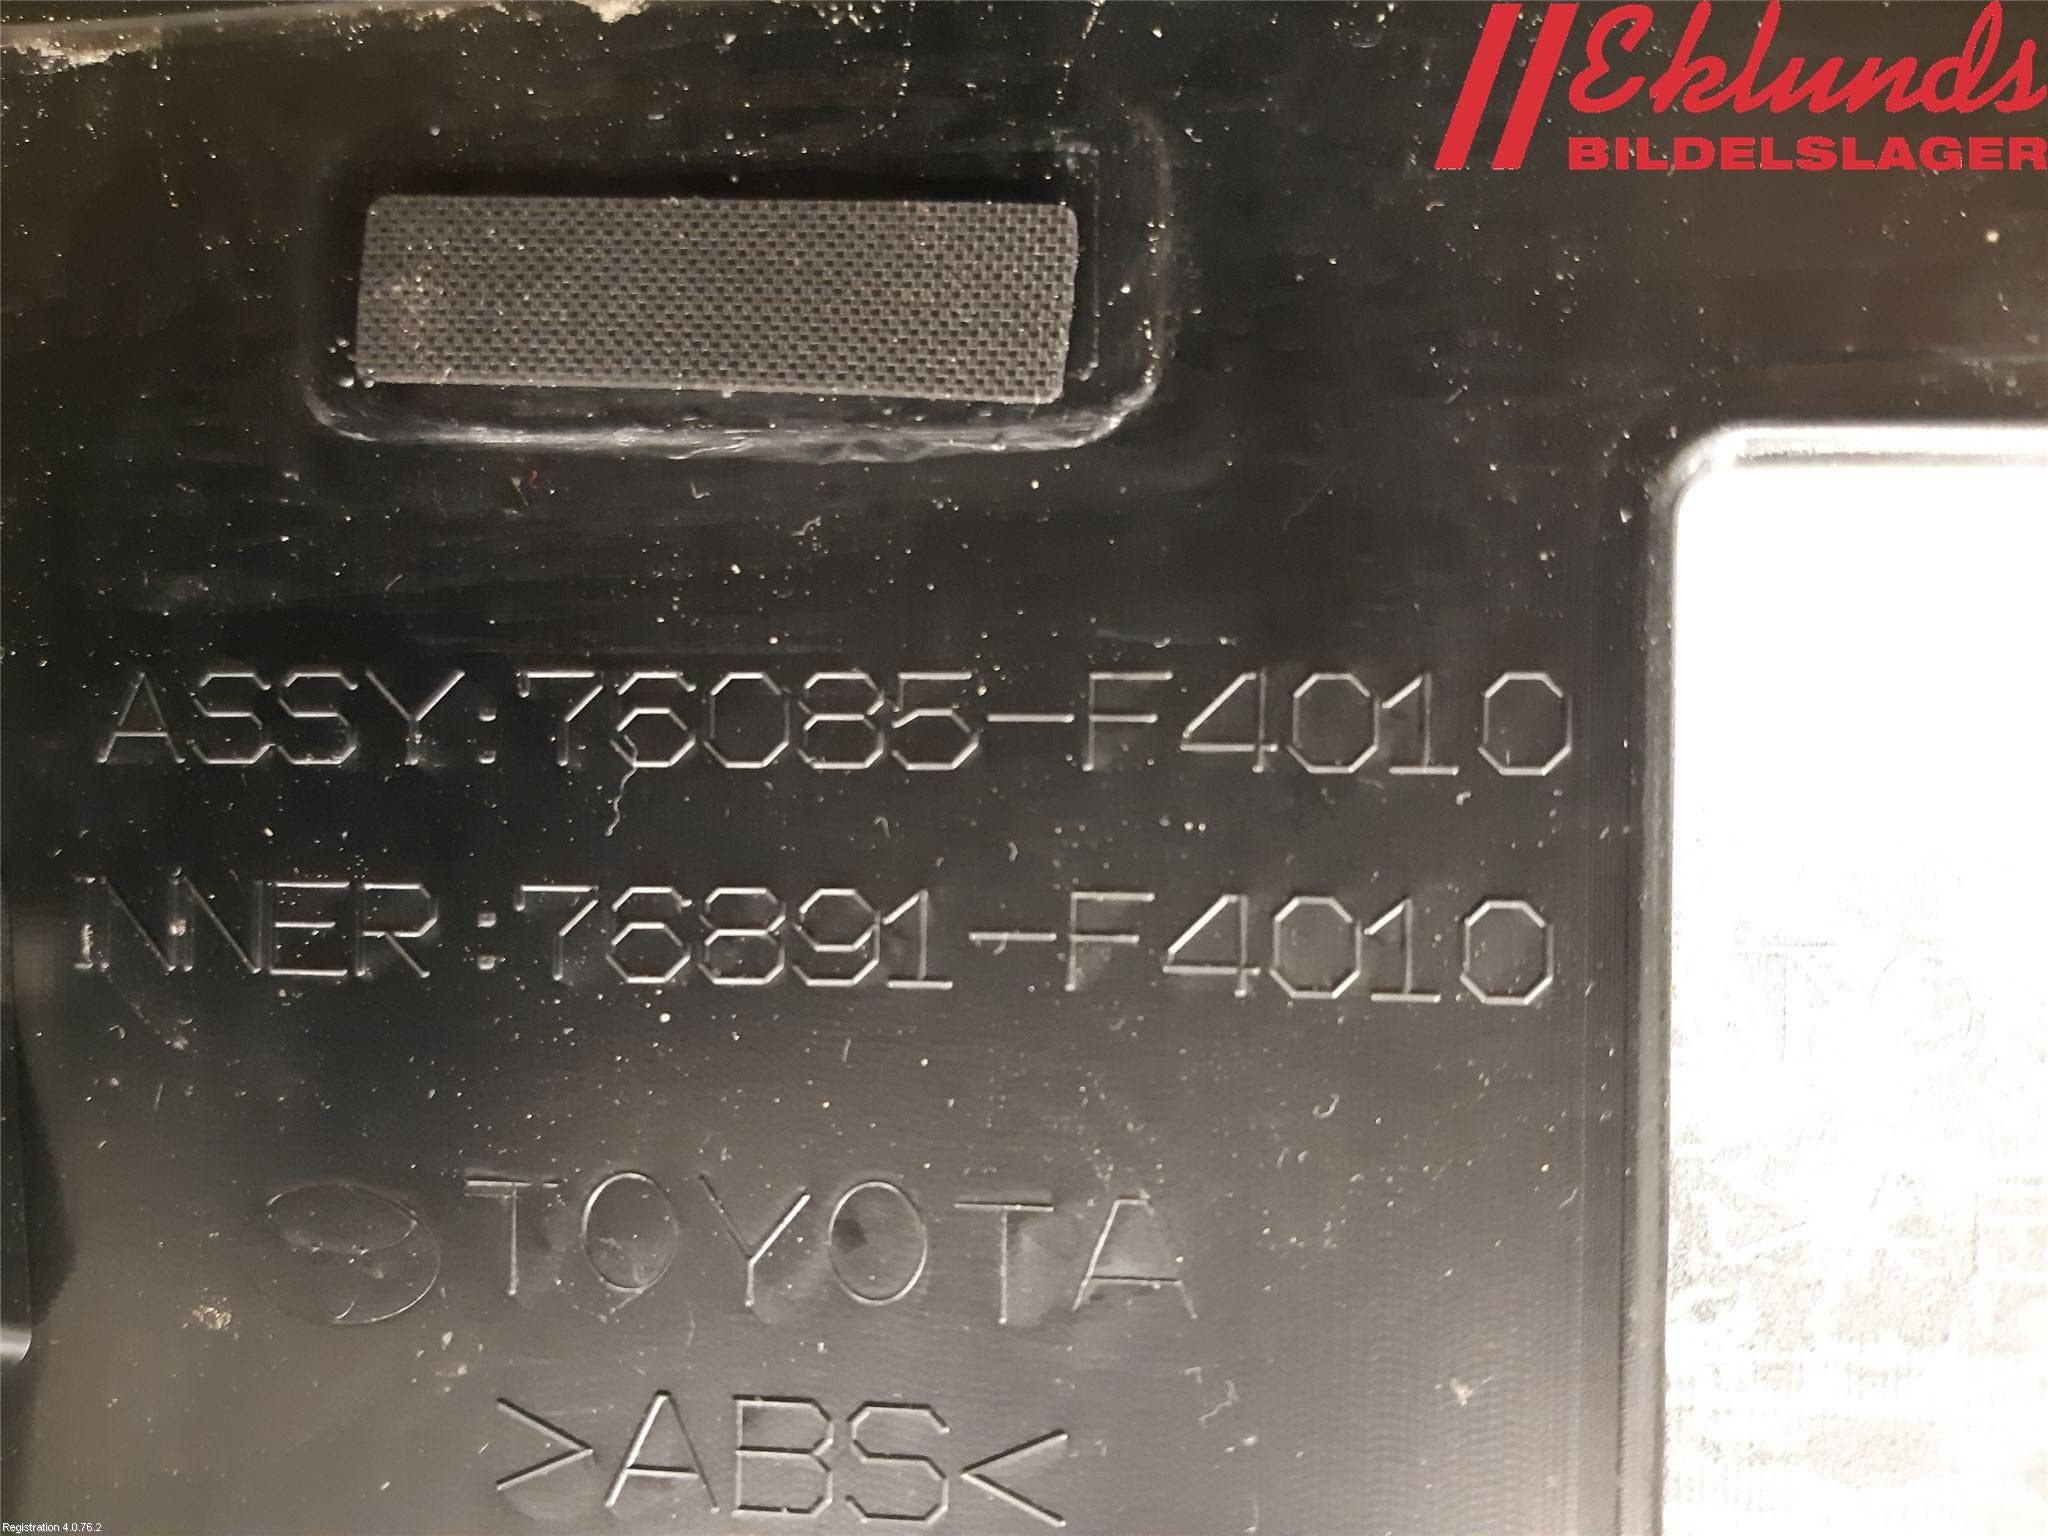 Eklunds
BILDELSLAGER
ASSY:76085-F4010
INNER:76891-F4010
TOYOTA
>ABS<
Registration 4.0.76.2